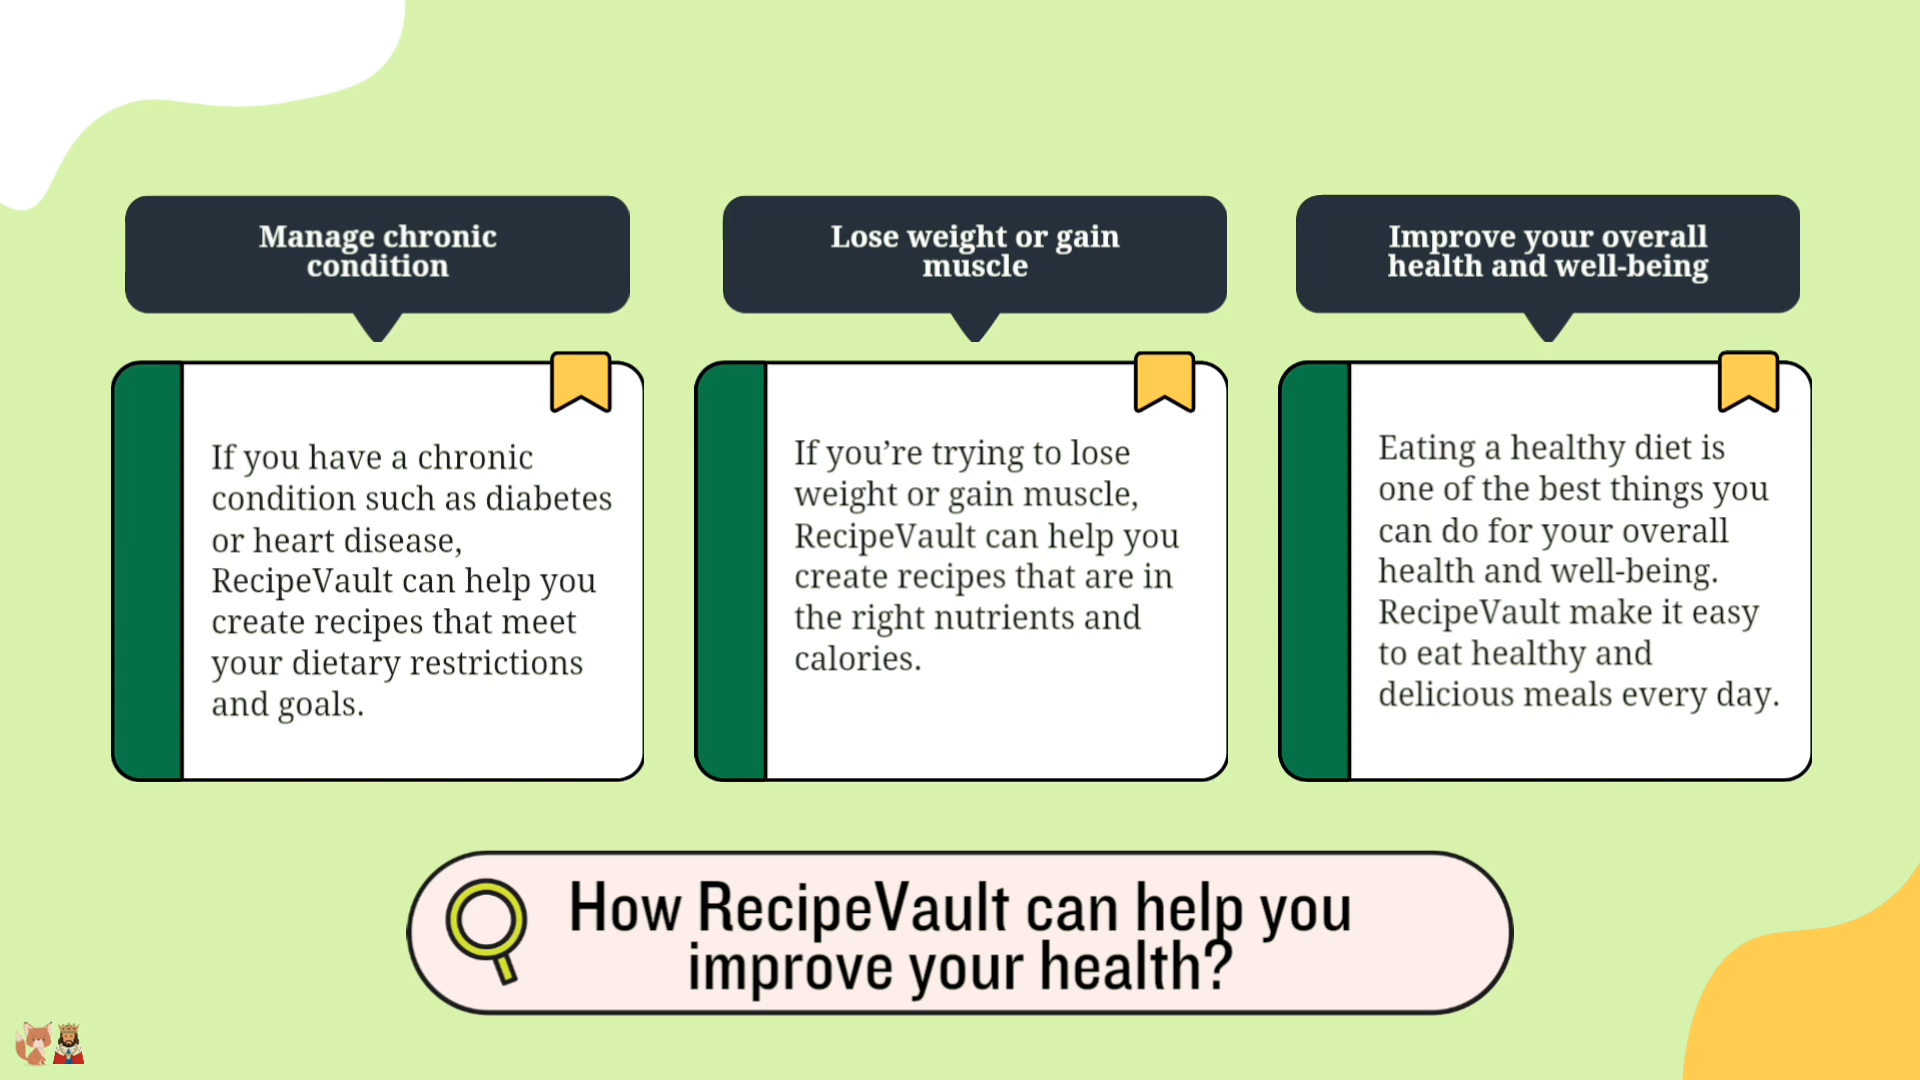 Manage chronic
condition
Lose weight or gain
muscle
Improve your overall
health and well-being
If you have a chronic
condition such as diabetes
or heart disease,
RecipeVault can help you
create recipes that meet
your dietary restrictions
and goals.
If you’re trying to lose
weight or gain muscle,
RecipeVault can help you
create recipes that are in
the right nutrients and
calories.
Eating a healthy diet is
one of the best things you
can do for your overall
health and well-being.
RecipeVault make it easy
to eat healthy and
delicious meals every day.
How RecipeVault can help you
improve your health?